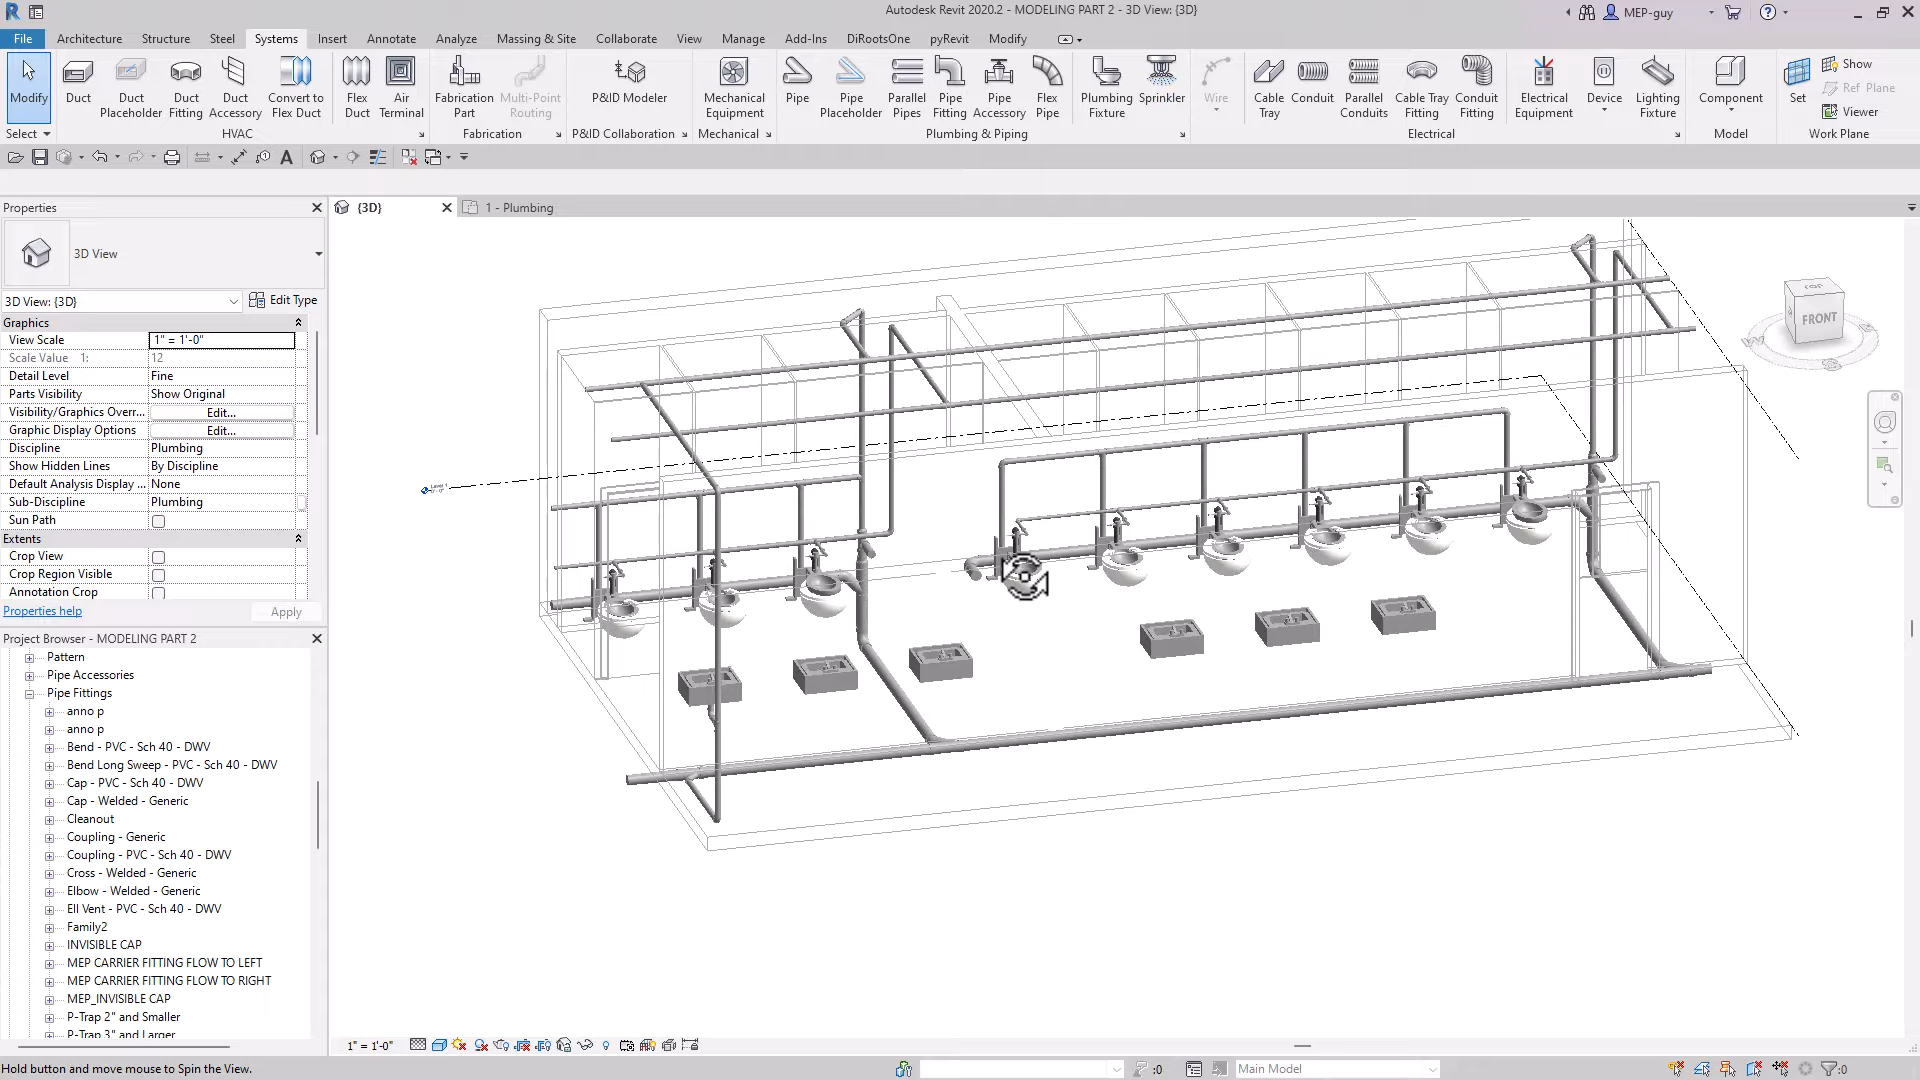 Autodesk Revit 2020.2 - MODELING PART 2 - 3D View: {3D}
MEP-guy
File Architecture Structure Steel Systems Insert Annotate Analyze Massing & Site Collaborate View Manage Add-Ins DiRootsOne pyRevit Modify
Modify
Duct
Duct Placeholder
Duct Fitting
Duct Accessory
Convert to Flex Duct
Flex Duct
Air Terminal
Fabrication Part
Multi-Point Routing
P&ID Modeler
Mechanical Equipment
Pipe
Pipe Placeholder
Parallel Pipes
Pipe Fitting
Pipe Accessory
Flex Pipe
Plumbing Fixture
Sprinkler
Wire
Cable Tray
Conduit
Parallel Conduits
Cable Tray Fitting
Conduit Fitting
Electrical Equipment
Device
Lighting Fixture
Component
Set
Show
Ref Plane
Viewer
Select HVAC Fabrication P&ID Collaboration Mechanical Plumbing & Piping Electrical Model Work Plane
Properties
{3D}
1 - Plumbing
3D View
3D View: {3D}
Edit Type
Graphics
View Scale 1" = 1'-0"
Scale Value 1: 12
Detail Level Fine
Parts Visibility Show Original
Visibility/Graphics Overr... Edit...
Graphic Display Options Edit...
Discipline Plumbing
Show Hidden Lines By Discipline
Default Analysis Display ... None
Sub-Discipline Plumbing
Sun Path
Extents
Crop View
Crop Region Visible
Annotation Crop
Properties help
Apply
Project Browser - MODELING PART 2
Pattern
Pipe Accessories
Pipe Fittings
anno p
anno p
Bend - PVC - Sch 40 - DWV
Bend Long Sweep - PVC - Sch 40 - DWV
Cap - PVC - Sch 40 - DWV
Cap - Welded - Generic
Cleanout
Coupling - Generic
Coupling - PVC - Sch 40 - DWV
Cross - Welded - Generic
Elbow - Welded - Generic
Ell Vent - PVC - Sch 40 - DWV
Family2
INVISIBLE CAP
MEP CARRIER FITTING FLOW TO LEFT
MEP CARRIER FITTING FLOW TO RIGHT
MEP_INVISIBLE CAP
P-Trap 2" and Smaller
P-Trap 3" and Larger
TOP
FRONT
W
1" = 1'-0"
Hold button and move mouse to Spin the View.
:0
Main Model
:0